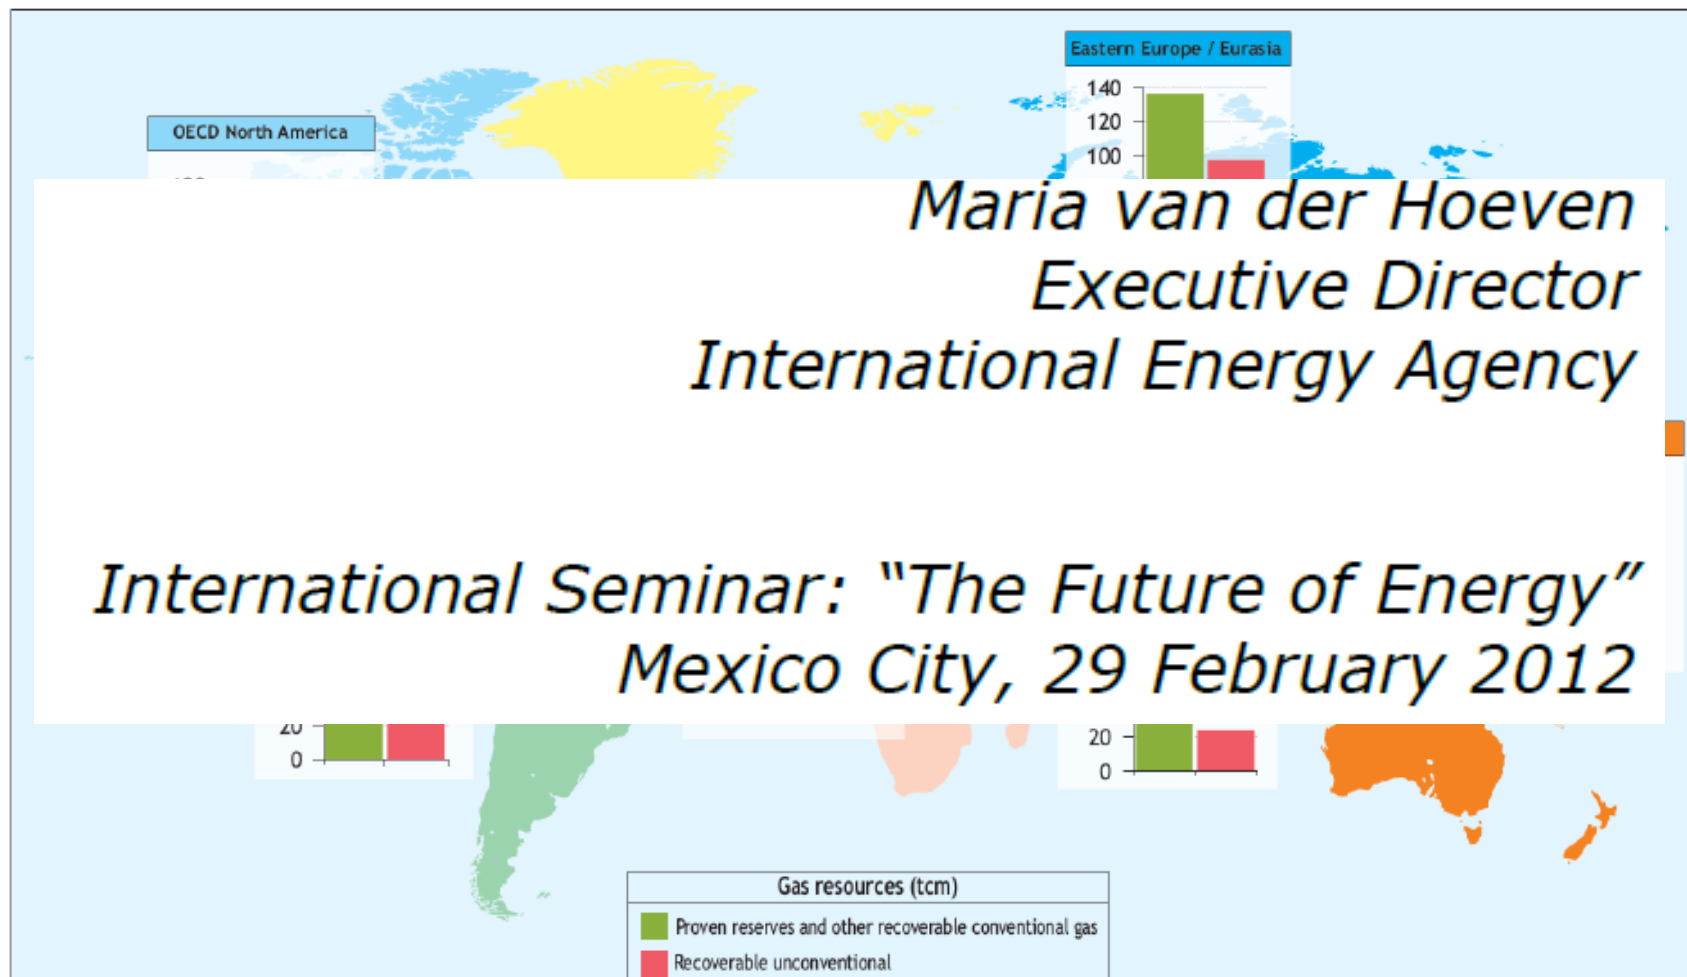 Eastern Europe / Eurasia
140
120
100
OECD North America
Maria van der Hoeven
Executive Director
International Energy Agency
International Seminar: “The Future of Energy”
Mexico City, 29 February 2012
20
0
20
0
Gas resources (tcm)
Proven reserves and other recoverable conventional gas
Recoverable unconventional